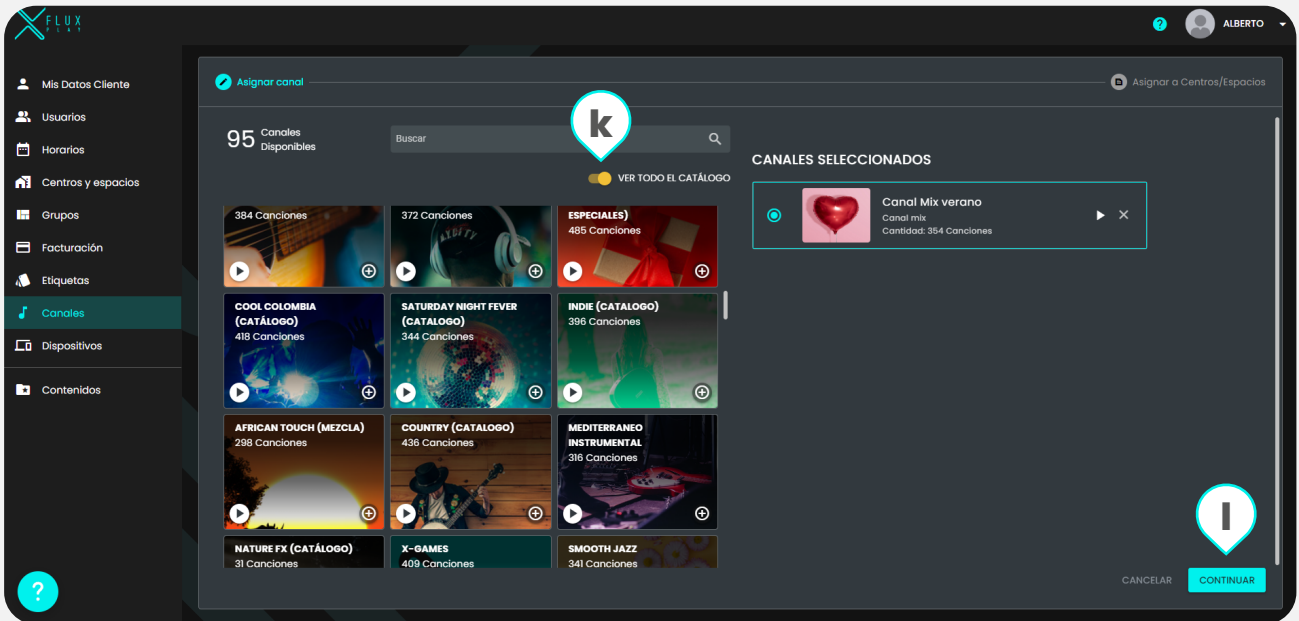 FLUX
PLAY
ALBERTO
Mis Datos Cliente
Usuarios
Horarios
Centros y espacios
Grupos
Facturación
Etiquetas
Canales
Dispositivos
Contenidos
?
?
Asignar canal
Asignar a Centros/Espacios
95 Canales
Disponibles
Buscar
k
VER TODO EL CATÁLOGO
384 Canciones
372 Canciones
ESPECIALES)
485 Canciones
COOL COLOMBIA
(CATÁLOGO)
418 Canciones
SATURDAY NIGHT FEVER
(CATALOGO)
344 Canciones
INDIE (CATALOGO)
396 Canciones
AFRICAN TOUCH (MEZCLA)
298 Canciones
COUNTRY (CATALOGO)
436 Canciones
MEDITERRANEO
INSTRUMENTAL
316 Canciones
NATURE FX (CATÁLOGO)
31 Canciones
X-GAMES
409 Canciones
SMOOTH JAZZ
341 Canciones
CANALES SELECCIONADOS
Canal Mix verano
Canal mix
Cantidad: 354 Canciones
l
CANCELAR
CONTINUAR